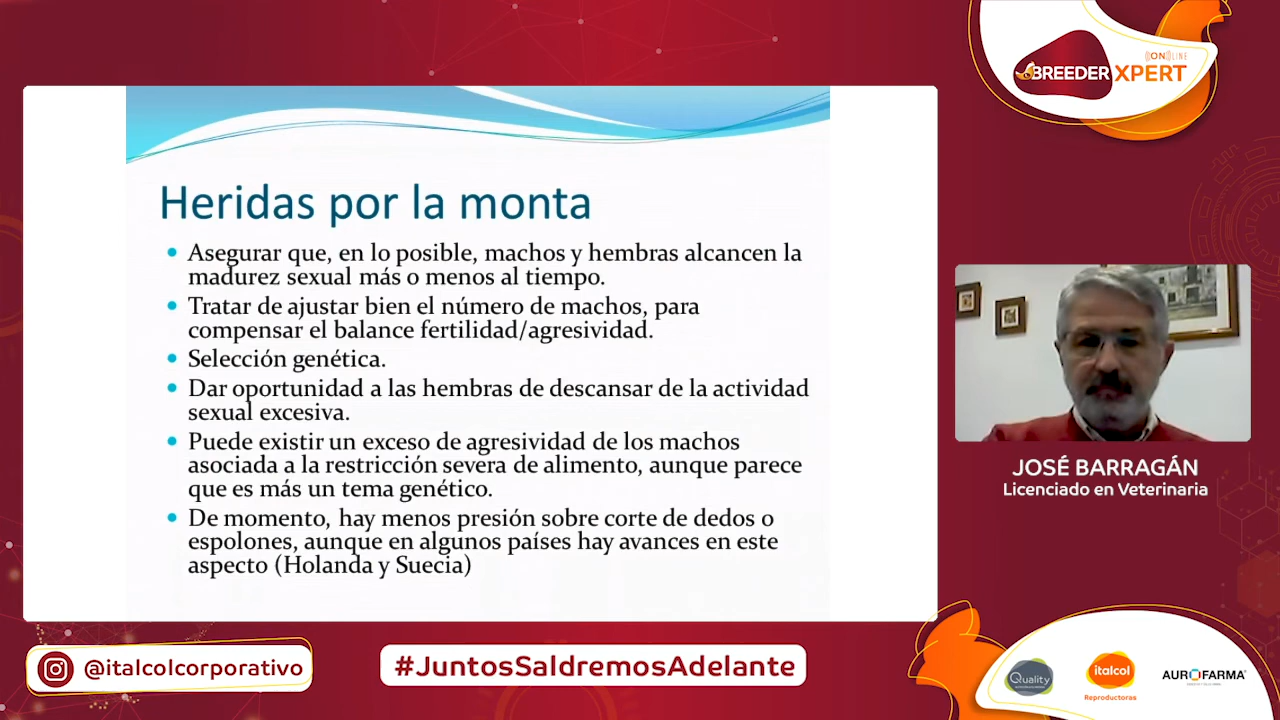 ONLINE
BREEDER XPERT
Heridas por la monta
Asegurar que, en lo posible, machos y hembras alcancen la
madurez sexual más o menos al tiempo.
Tratar de ajustar bien el número de machos, para
compensar el balance fertilidad/agresividad.
Selección genética.
Dar oportunidad a las hembras de descansar de la actividad
sexual excesiva.
Puede existir un exceso de agresividad de los machos
asociada a la restricción severa de alimento, aunque parece
que es más un tema genético.
De momento, hay menos presión sobre corte de dedos o
espolones, aunque en algunos países hay avances en este
aspecto (Holanda y Suecia)
JOSÉ BARRAGÁN
Licenciado en Veterinaria
@italcolcorporativo
#JuntosSaldremosAdelante
Quality
italcol
Reproductoras
AUROFARMA